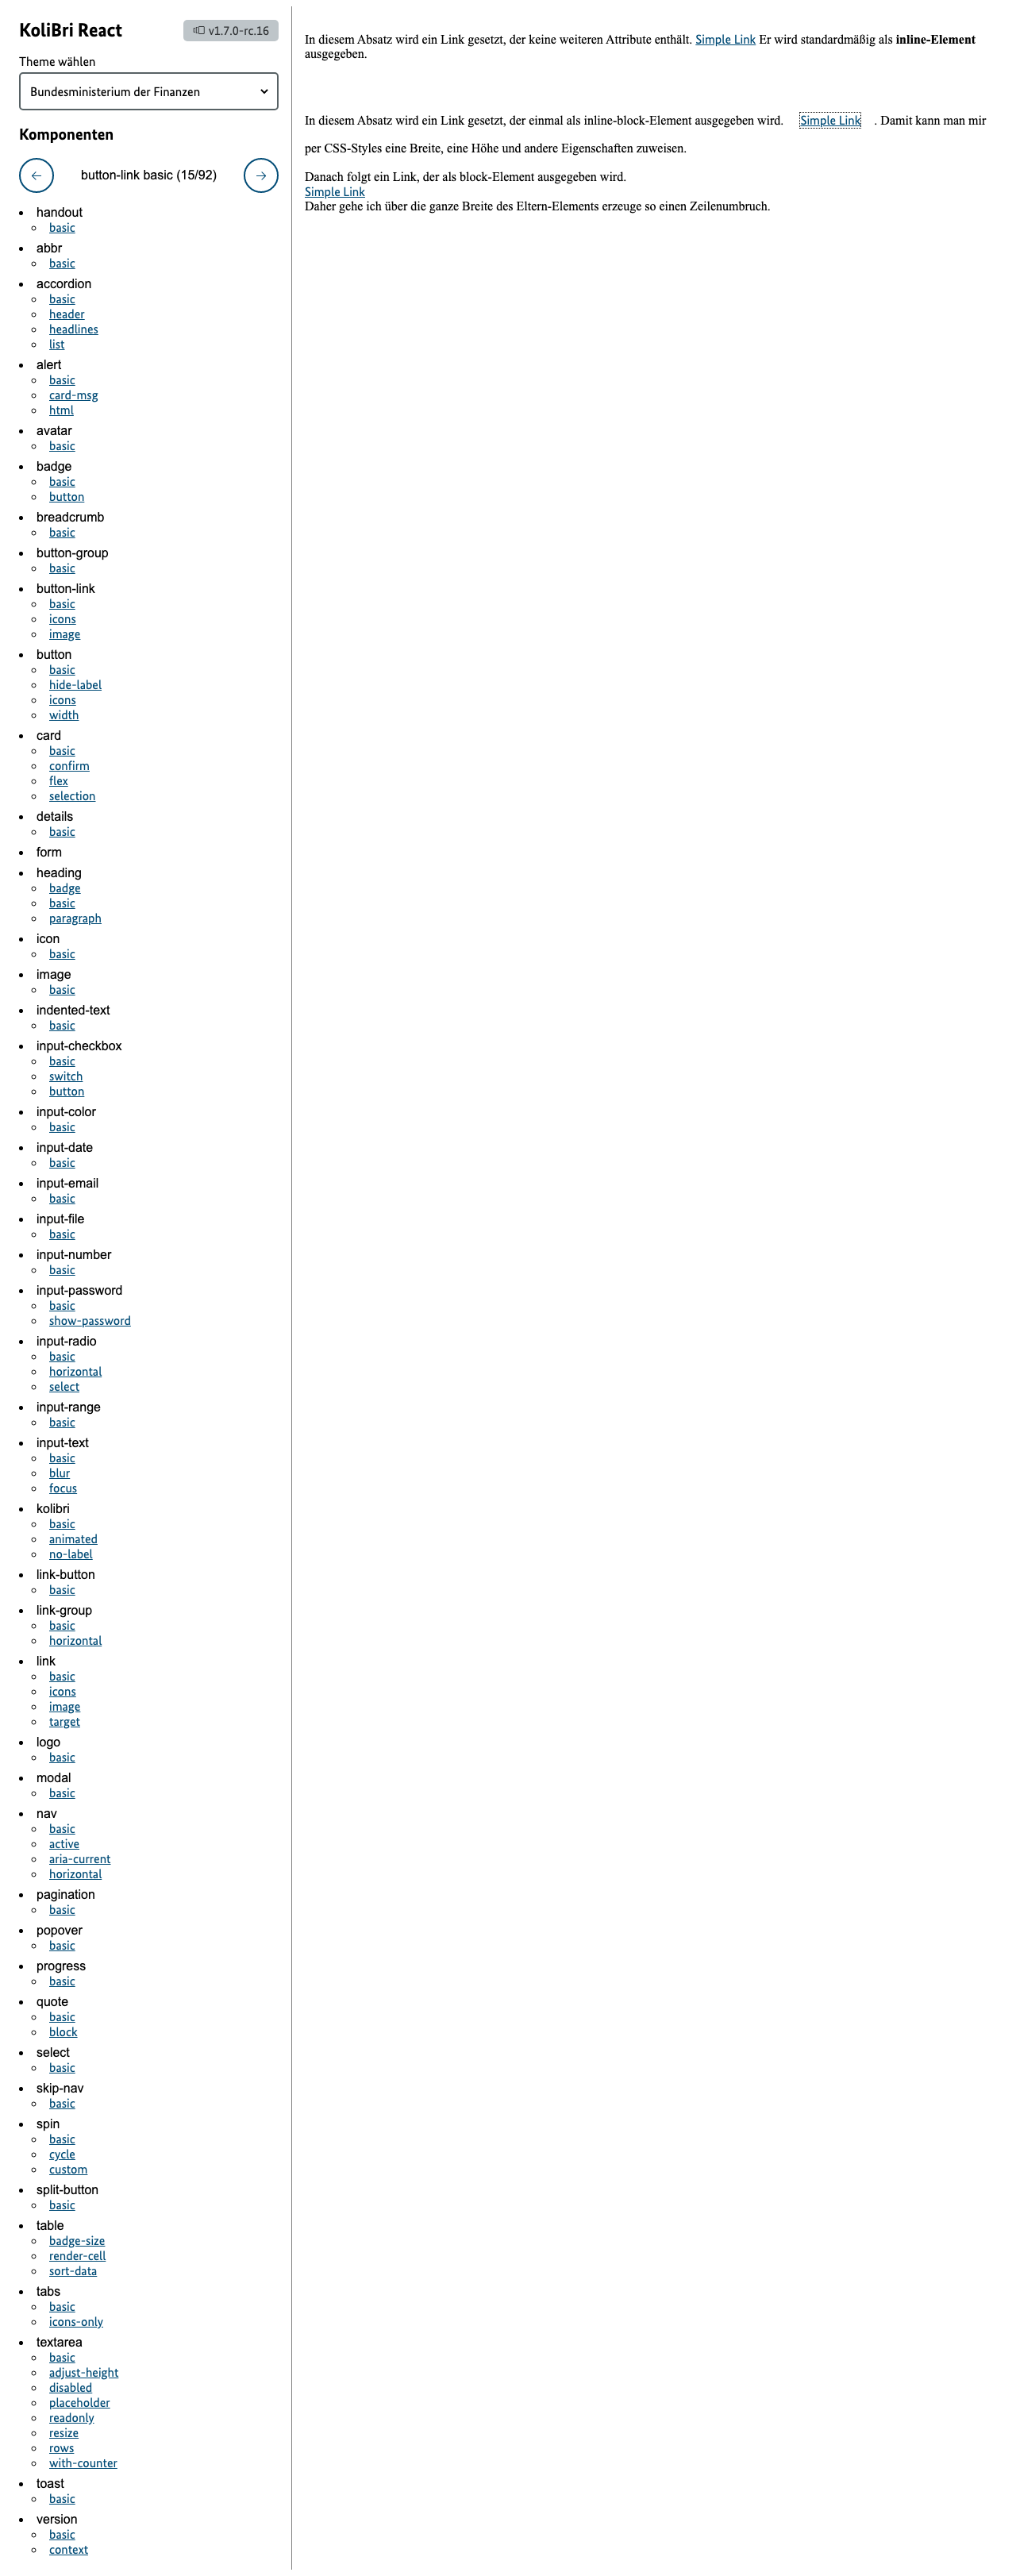 KoliBri React
v1.7.0-rc.16
Theme wählen
Bundesministerium der Finanzen
Komponenten
button-link basic (15/92)
handout
basic
abbr
basic
accordion
basic
header
headlines
list
alert
basic
card-msg
html
avatar
basic
badge
basic
button
breadcrumb
basic
button-group
basic
button-link
basic
icons
image
button
basic
hide-label
icons
width
card
basic
confirm
flex
selection
details
basic
form
heading
badge
basic
paragraph
icon
basic
image
basic
indented-text
basic
input-checkbox
basic
switch
button
input-color
basic
input-date
basic
input-email
basic
input-file
basic
input-number
basic
input-password
basic
show-password
input-radio
basic
horizontal
select
input-range
basic
input-text
basic
blur
focus
kolibri
basic
animated
no-label
link-button
basic
link-group
basic
horizontal
link
basic
icons
image
target
logo
basic
modal
basic
nav
basic
active
aria-current
horizontal
pagination
basic
popover
basic
progress
basic
quote
basic
block
select
basic
skip-nav
basic
spin
basic
cycle
custom
split-button
basic
table
badge-size
render-cell
sort-data
tabs
basic
icons-only
textarea
basic
adjust-height
disabled
placeholder
readonly
resize
rows
with-counter
toast
basic
version
basic
context
In diesem Absatz wird ein Link gesetzt, der keine weiteren Attribute enthält. Simple Link Er wird standardmäßig als inline-Element
ausgegeben.
In diesem Absatz wird ein Link gesetzt, der einmal als inline-block-Element ausgegeben wird. Simple Link . Damit kann man mir
per CSS-Styles eine Breite, eine Höhe und andere Eigenschaften zuweisen.
Danach folgt ein Link, der als block-Element ausgegeben wird.
Simple Link
Daher gehe ich über die ganze Breite des Eltern-Elements erzeuge so einen Zeilenumbruch.